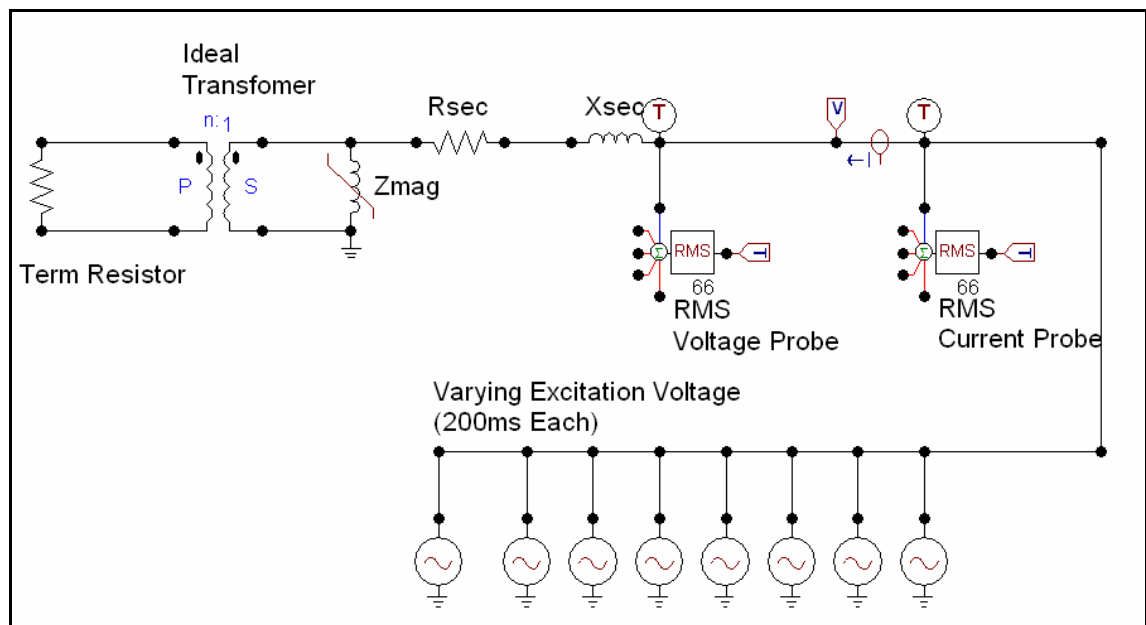 Ideal
Transfomer
n:1
P
S
Term Resistor
Zmag
Rsec
Xsec
T
V
←I
T
Σ
RMS
T
66
RMS
Voltage Probe
Σ
RMS
T
66
RMS
Current Probe
Varying Excitation Voltage
(200ms Each)